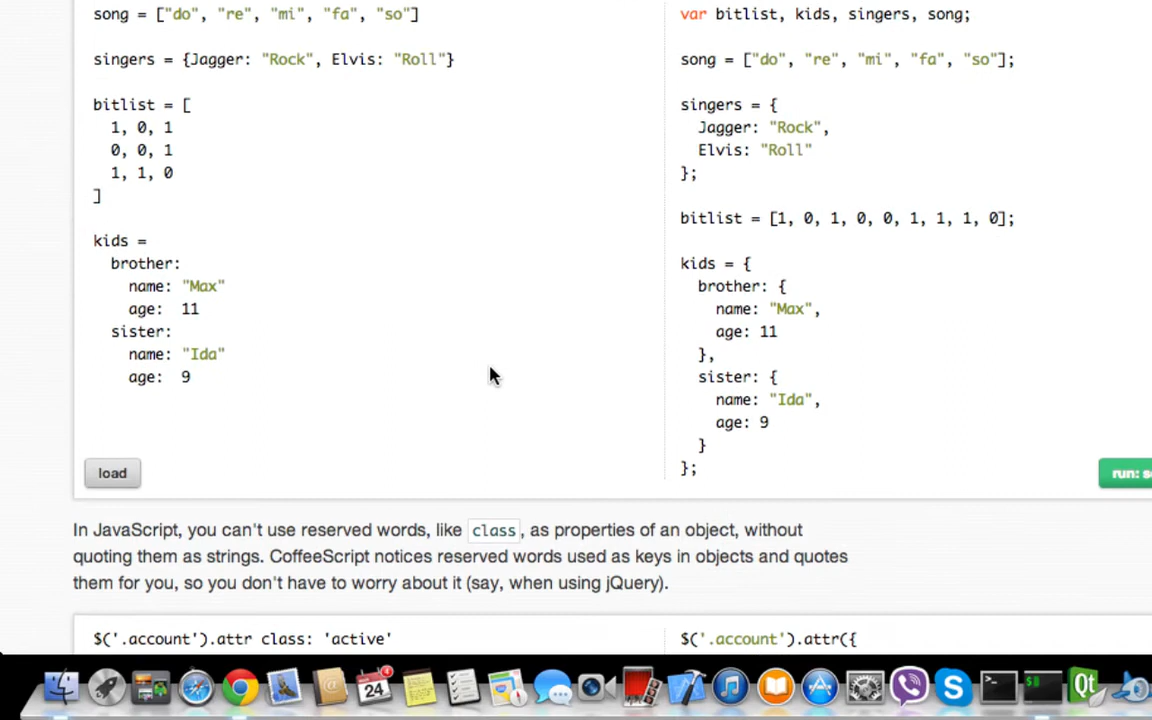 song = ["do", "re", "mi", "fa", "so"]
singers = {Jagger: "Rock", Elvis: "Roll"}
bitlist = [
1, 0, 1
0, 0, 1
1, 1, 0
]
kids =
brother:
name: "Max"
age: 11
sister:
name: "Ida"
age: 9
load
var bitlist, kids, singers, song;
song = ["do", "re", "mi", "fa", "so"];
singers = {
Jagger: "Rock",
Elvis: "Roll"
};
bitlist = [1, 0, 1, 0, 0, 1, 1, 1, 0];
kids = {
brother: {
name: "Max",
age: 11
},
sister: {
name: "Ida",
age: 9
}
};
run:
In JavaScript, you can't use reserved words, like class, as properties of an object, without
quoting them as strings. CoffeeScript notices reserved words used as keys in objects and quotes
them for you, so you don't have to worry about it (say, when using jQuery).
$('.account').attr class: 'active'
$('.account').attr({
24
Qt